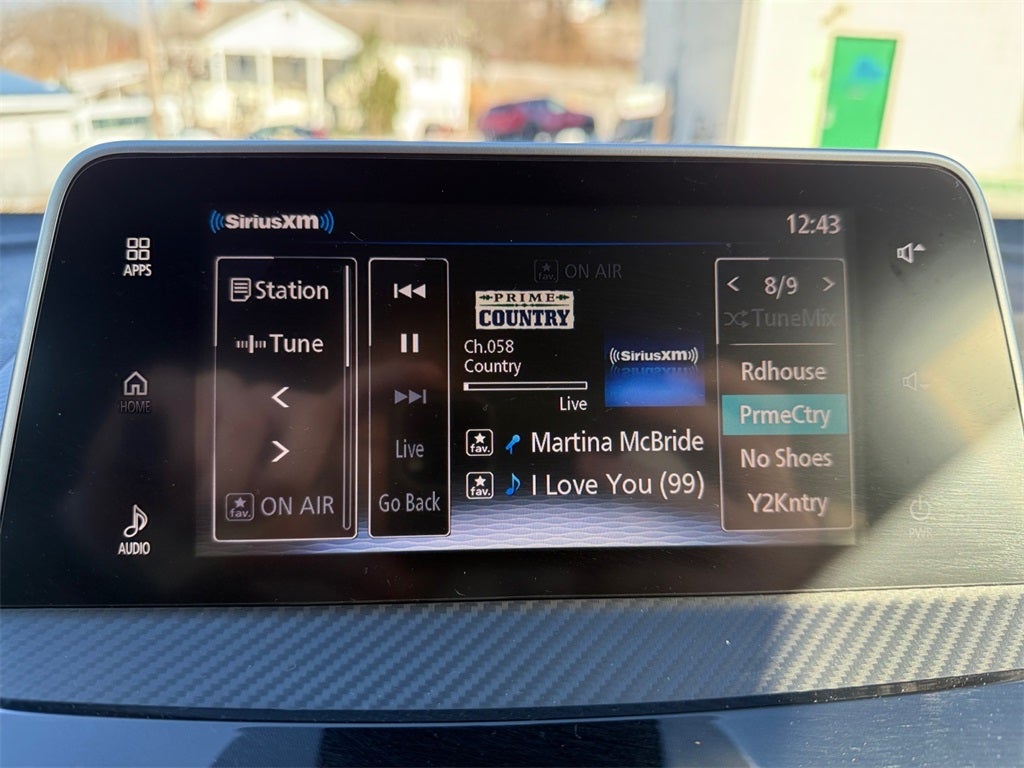 SiriusXM
12:43
APPS
HOME
AUDIO
Station
Tune
fav. ON AIR
Live
Go Back
fav. ON AIR
PRIME
COUNTRY
Ch.058
Country
Live
SiriusXM
fav. Martina McBride
fav. I Love You (99)
< 8/9 >
TuneMix
Rdhouse
PrmeCtry
No Shoes
Y2Kntry
PWR